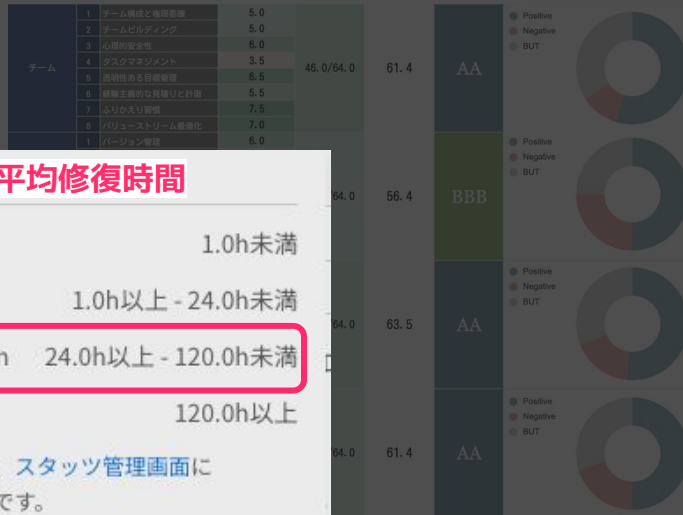 チーム
1 チーム構成と権限委譲 5.0
2 チームビルディング 5.0
3 心理的安全性 6.0
4 タスクマネジメント 3.5
5 透明性ある目標管理 6.5
6 経験主義的な見積りと計画 5.5
7 ふりかえり習慣 7.5
8 バリューストリーム最適化 7.0
46.0/64.0 61.4 AA
Positive
Negative
BUT
1 バージョン管理 6.0
/64.0 56.4 BBB
Positive
Negative
BUT
/64.0 63.5 AA
Positive
Negative
BUT
/64.0 61.4 AA
Positive
Negative
BUT
平均修復時間
1.0h未満
1.0h以上 - 24.0h未満
24.0h以上 - 120.0h未満
120.0h以上
スタッツ管理画面に
です。